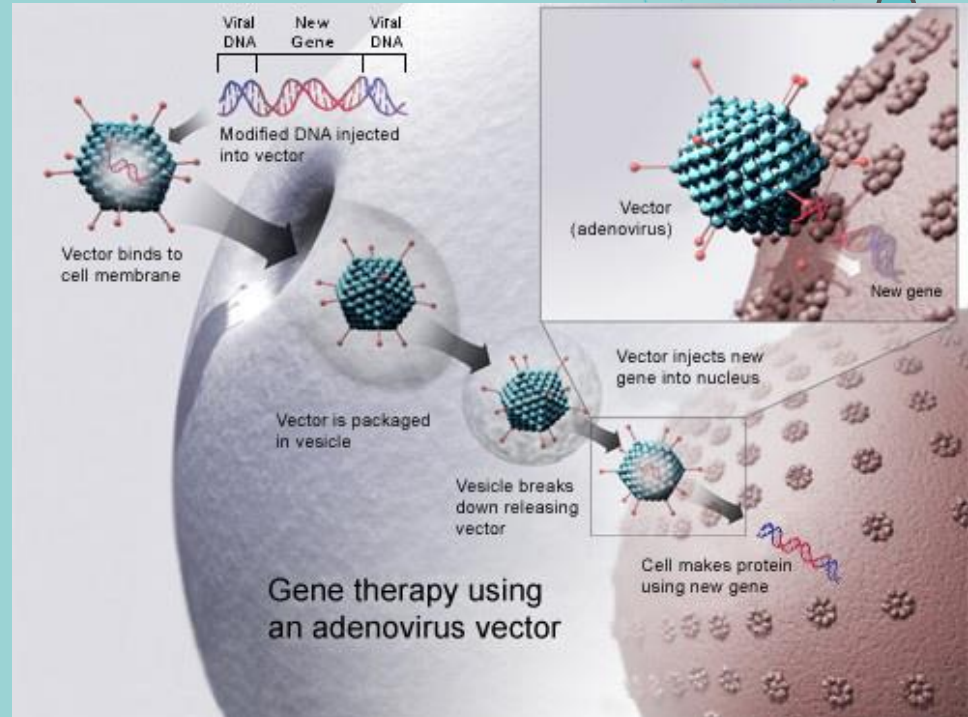 Viral
DNA
New
Gene
Viral
DNA
Modified DNA injected
into vector
Vector binds to
cell membrane
Vector
(adenovirus)
New gene
Vector injects new
gene into nucleus
Vector is packaged
in vesicle
Vesicle breaks
down releasing
vector
Cell makes protein
using new gene
Gene therapy using
an adenovirus vector